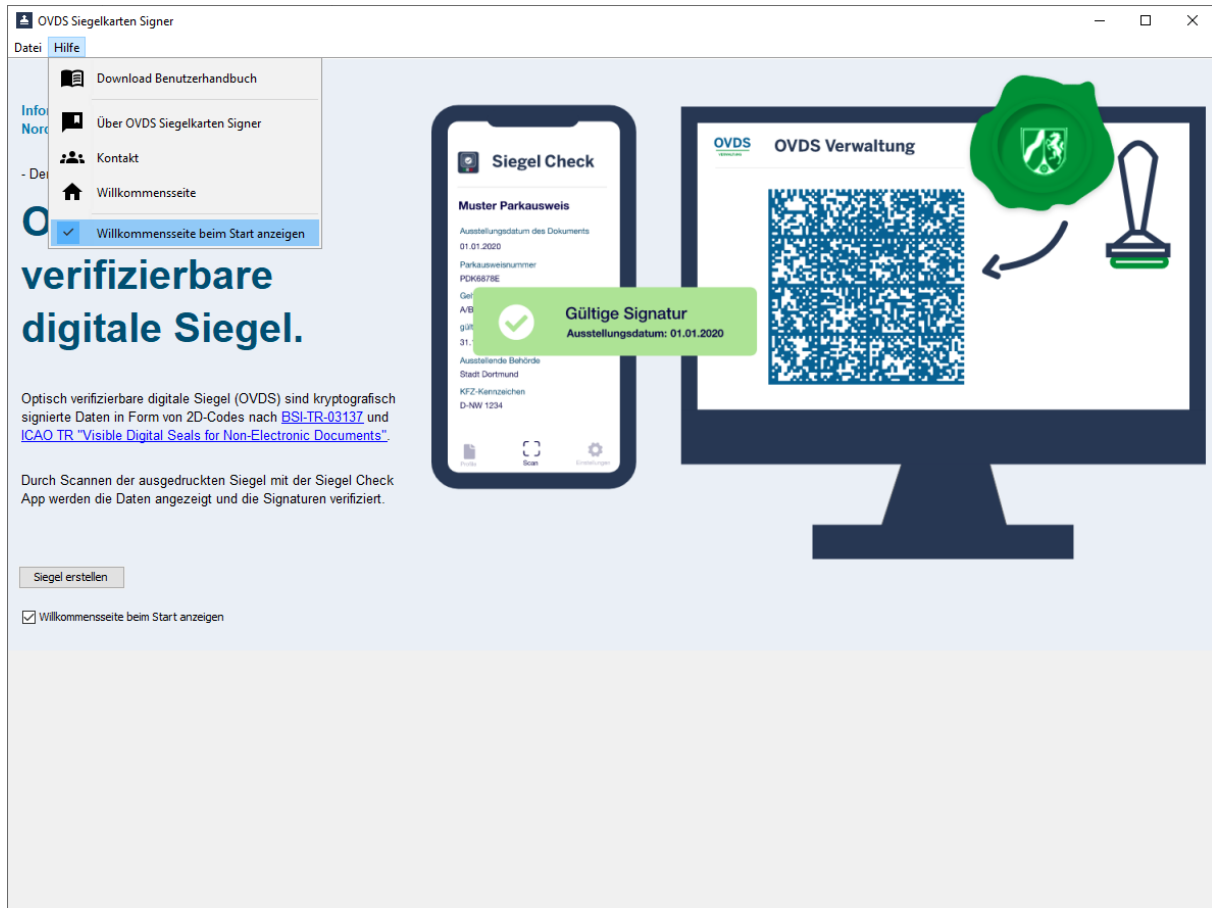 OVDS Siegelkarten Signer
Datei Hilfe
Download Benutzerhandbuch
Über OVDS Siegelkarten Signer
Kontakt
Willkommensseite
Willkommensseite beim Start anzeigen
- De
verifizierbare
digitale Siegel.
Optisch verifizierbare digitale Siegel (OVDS) sind kryptografisch
signierte Daten in Form von 2D-Codes nach BSI-TR-03137 und
ICAO TR "Visible Digital Seals for Non-Electronic Documents".
Durch Scannen der ausgedruckten Siegel mit der Siegel Check
App werden die Daten angezeigt und die Signaturen verifiziert.
Siegel erstellen
Willkommensseite beim Start anzeigen
Siegel Check
Muster Parkausweis
Ausstellungsdatum des Dokuments
01.01.2020
Parkausweisnummer
PDK6878E
Gültige Signatur
Ausstellungsdatum: 01.01.2020
Ausstellende Behörde
Stadt Dortmund
KFZ-Kennzeichen
D-NW 1234
Profile Scan Einstellungen
OVDS OVDS Verwaltung